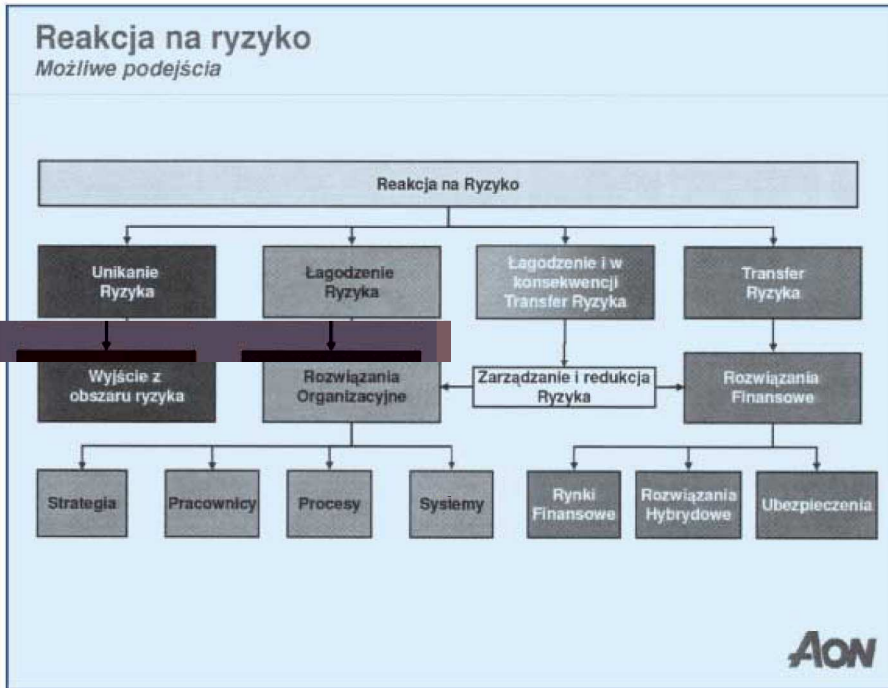 Reakcja na ryzyko
Możliwe podejścia
Reakcja na Ryzyko
Unikanie
Ryzyka
Łagodzenie
Ryzyka
Łagodzenie i w
konsekwencji
Transfer Ryzyka
Transfer
Ryzyka
Wyjście z
obszaru ryzyka
Rozwiązania
Organizacyjne
Zarządzanie i redukcja
Ryzyka
Rozwiązania
Finansowe
Strategia
Pracownicy
Procesy
Systemy
Rynki
Finansowe
Rozwiązania
Hybrydowe
Ubezpieczenia
AON